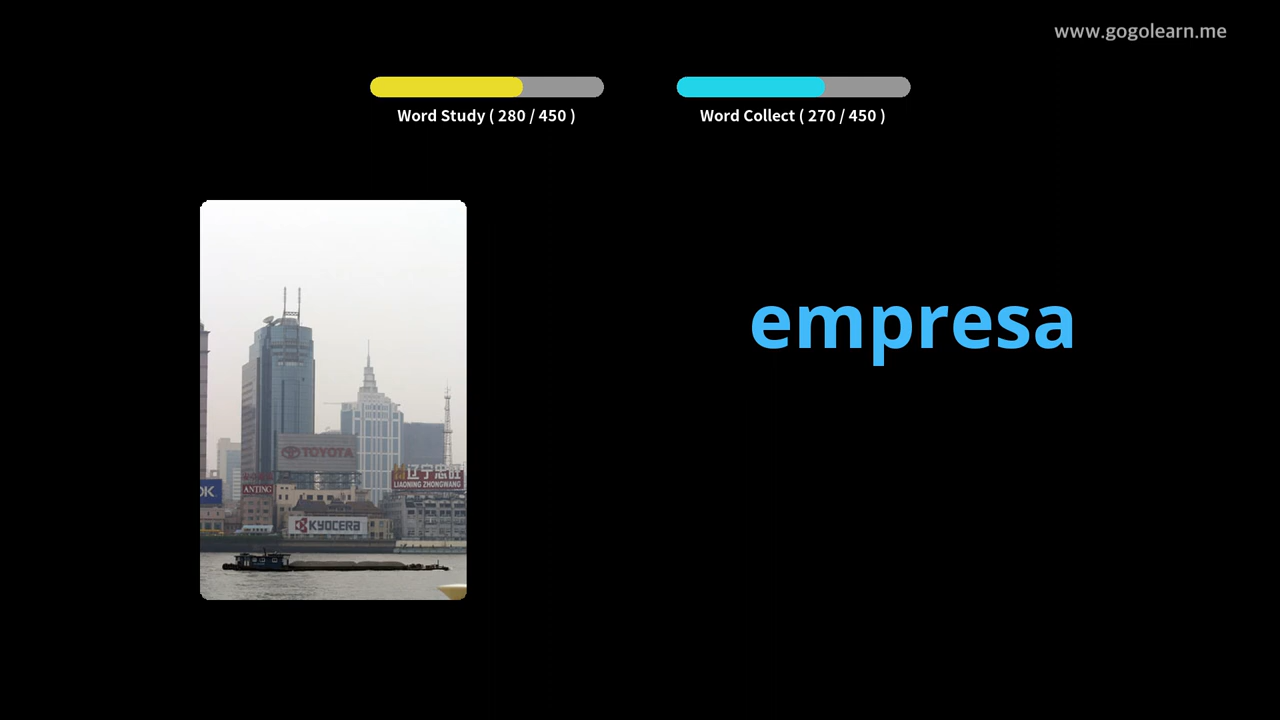 www.gogolearn.me
Word Study ( 280 / 450 )
Word Collect ( 270 / 450 )
empresa
TOYOTA
辽宁忠旺
LIAONING ZHONGWANG
ANTING
KYOCERA